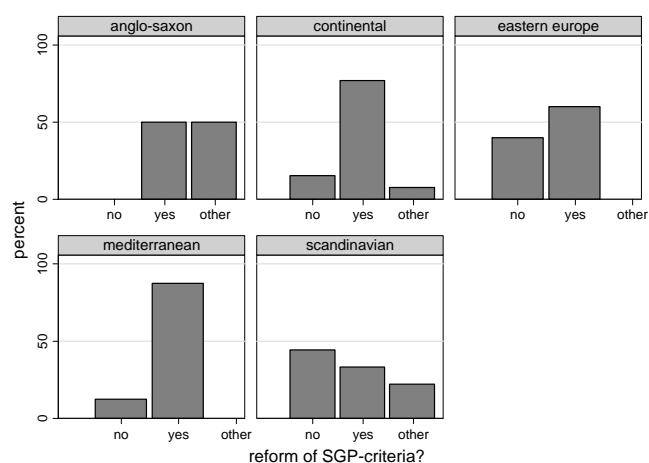 anglo-saxon
continental
eastern europe
100
50
0
no yes other
no yes other
no yes other
percent
mediterranean
scandinavian
100
50
0
no yes other
no yes other
reform of SGP-criteria?